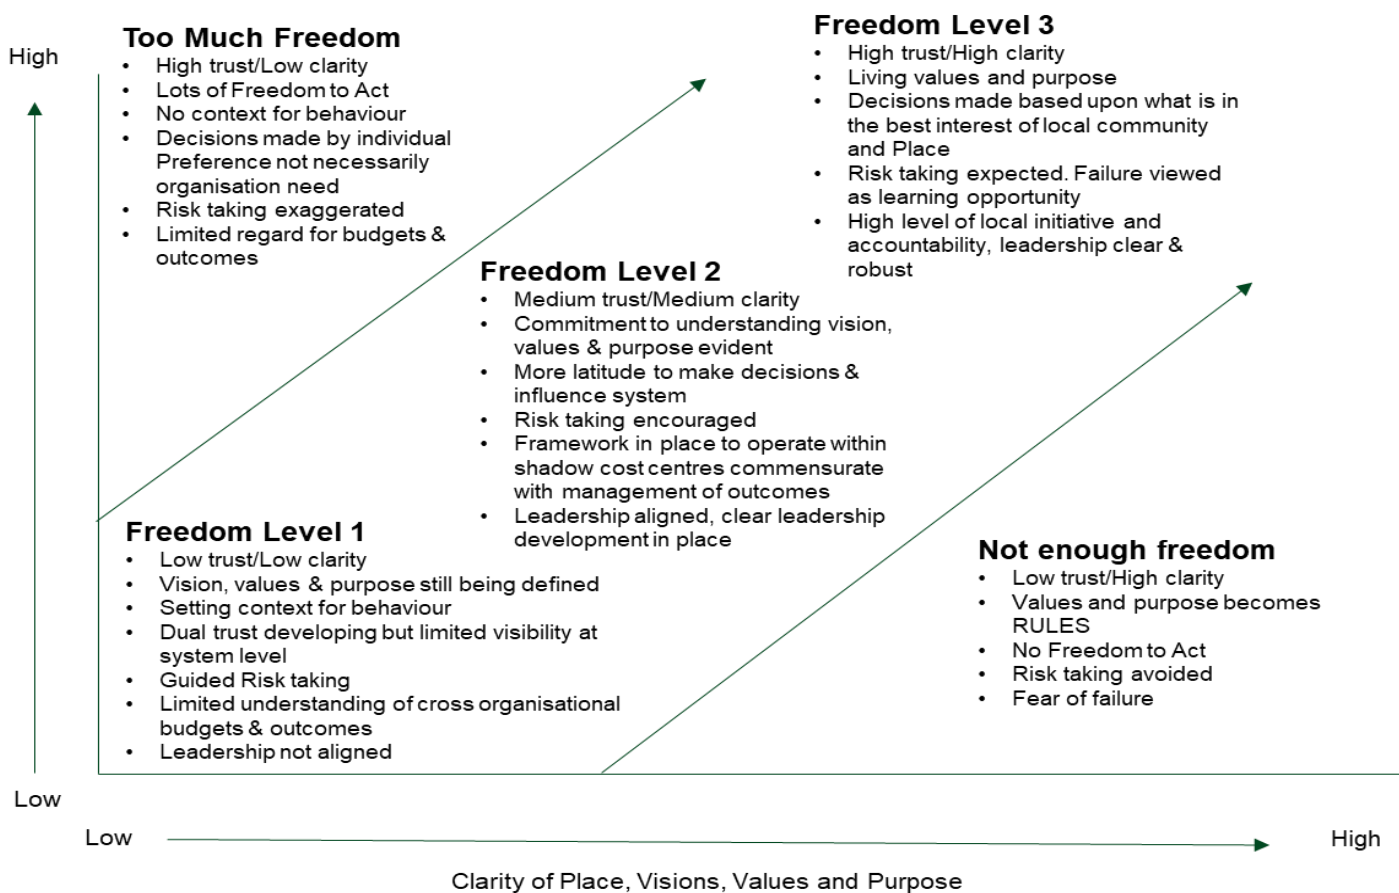 High
Too Much Freedom
• High trust/Low clarity
• Lots of Freedom to Act
• No context for behaviour
• Decisions made by individual
Preference not necessarily
organisation need
• Risk taking exaggerated
• Limited regard for budgets &
outcomes
Freedom Level 3
• High trust/High clarity
• Living values and purpose
• Decisions made based upon what is in
the best interest of local community
and Place
• Risk taking expected. Failure viewed
as learning opportunity
• High level of local initiative and
accountability, leadership clear &
robust
Freedom Level 2
• Medium trust/Medium clarity
• Commitment to understanding vision,
values & purpose evident
• More latitude to make decisions &
influence system
• Risk taking encouraged
• Framework in place to operate within
shadow cost centres commensurate
with management of outcomes
• Leadership aligned, clear leadership
development in place
Freedom Level 1
• Low trust/Low clarity
• Vision, values & purpose still being defined
• Setting context for behaviour
• Dual trust developing but limited visibility at
system level
• Guided Risk taking
• Limited understanding of cross organisational
budgets & outcomes
• Leadership not aligned
Not enough freedom
• Low trust/High clarity
• Values and purpose becomes
RULES
• No Freedom to Act
• Risk taking avoided
• Fear of failure
Low
Low
High
Clarity of Place, Visions, Values and Purpose